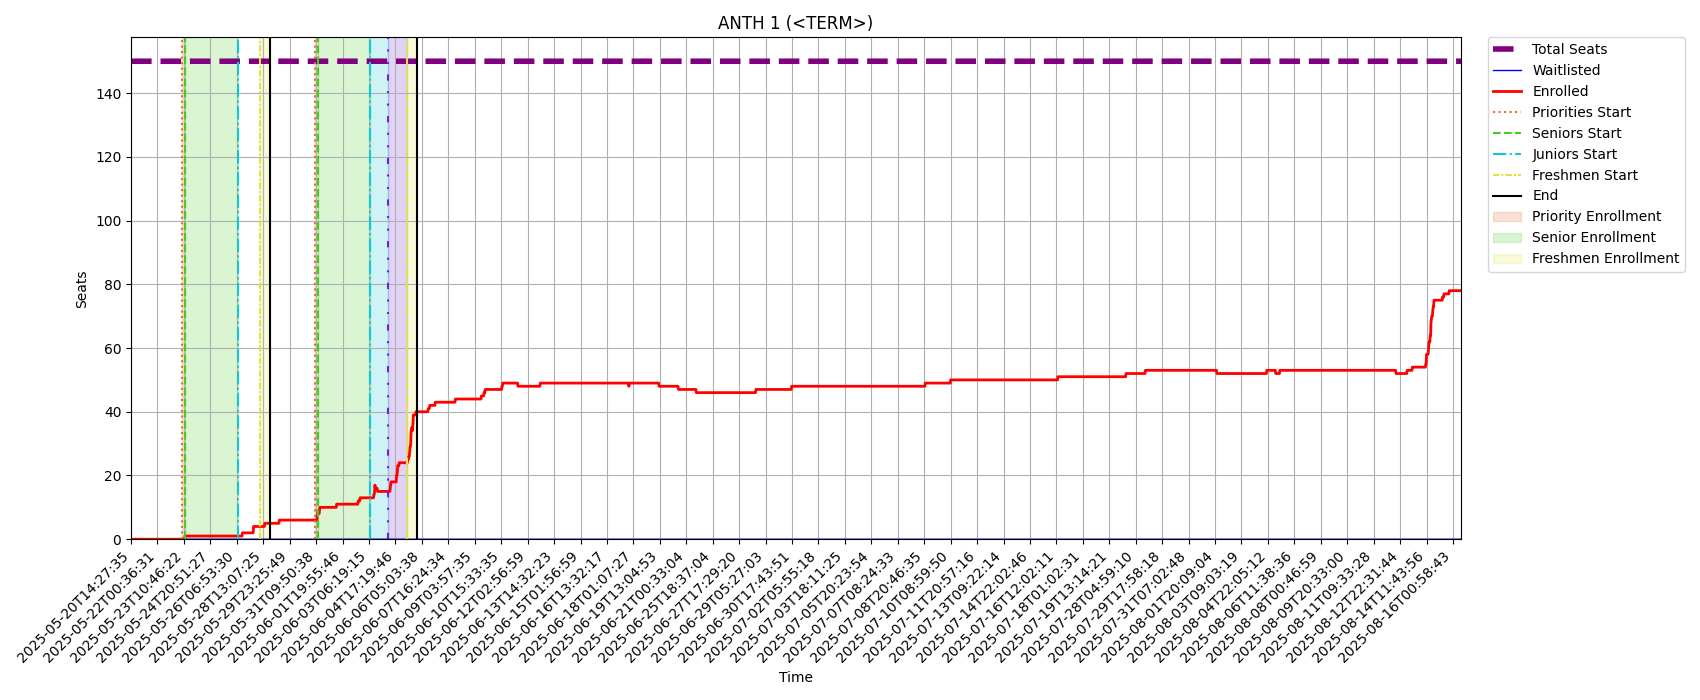 ANTH 1 (<TERM>)
Total Seats
Waitlisted
Enrolled
Priorities Start
Seniors Start
Juniors Start
Freshmen Start
End
Priority Enrollment
Senior Enrollment
Freshmen Enrollment
Seats
140
120
100
80
60
40
20
0
2025-05-20T14:27:35
2025-05-22T00:36:31
2025-05-23T10:46:22
2025-05-24T20:51:27
2025-05-26T06:53:30
2025-05-28T13:07:25
2025-05-29T23:25:49
2025-05-31T09:50:38
2025-06-01T19:55:46
2025-06-03T06:19:15
2025-06-04T17:19:46
2025-06-06T05:03:38
2025-06-07T16:24:34
2025-06-09T03:57:35
2025-06-10T15:33:35
2025-06-12T02:56:59
2025-06-13T14:32:23
2025-06-15T01:56:59
2025-06-16T13:32:17
2025-06-18T01:07:27
2025-06-19T13:04:53
2025-06-21T00:33:04
2025-06-25T18:37:04
2025-06-27T17:29:20
2025-06-29T05:27:03
2025-06-30T17:43:51
2025-07-02T05:55:18
2025-07-03T18:11:25
2025-07-05T20:23:54
2025-07-07T08:24:33
2025-07-08T20:46:35
2025-07-10T08:59:50
2025-07-11T20:57:16
2025-07-13T09:22:14
2025-07-14T22:02:46
2025-07-16T12:02:11
2025-07-18T01:02:31
2025-07-19T13:14:21
2025-07-28T04:59:10
2025-07-29T17:58:18
2025-07-31T07:02:48
2025-08-01T20:09:04
2025-08-03T09:03:19
2025-08-04T22:05:12
2025-08-06T11:38:36
2025-08-08T00:46:59
2025-08-09T20:33:00
2025-08-11T09:33:28
2025-08-12T22:31:44
2025-08-14T11:43:56
2025-08-16T00:58:43
Time